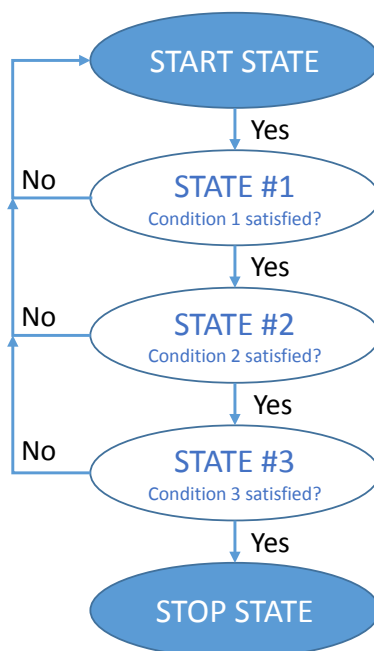 START STATE
Yes
No
STATE #1
Condition 1 satisfied?
Yes
No
STATE #2
Condition 2 satisfied?
Yes
No
STATE #3
Condition 3 satisfied?
Yes
STOP STATE